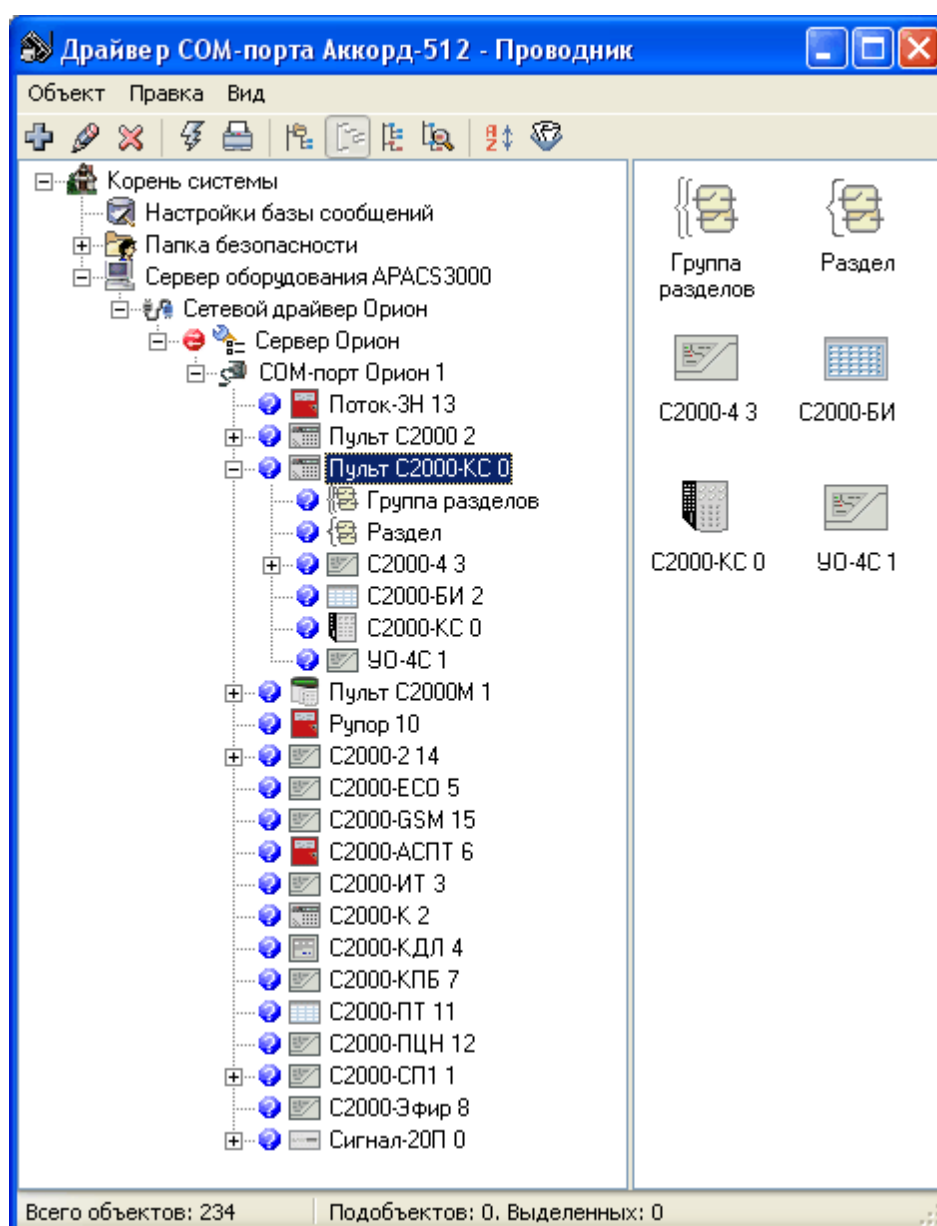 Драйвер COM-порта Аккорд-512 - Проводник
Объект Правка Вид
Корень системы
Настройки базы сообщений
Папка безопасности
Сервер оборудования APACS3000
Сетевой драйвер Орион
Сервер Орион
COM-порт Орион 1
Поток-3Н 13
Пульт С2000 2
Пульт С2000-КС 0
Группа разделов
Раздел
С2000-4 3
С2000-БИ 2
С2000-КС 0
УО-4С 1
Пульт С2000М 1
Рупор 10
С2000-2 14
С2000-ECO 5
С2000-GSM 15
С2000-АСПТ 6
С2000-ИТ 3
С2000-К 2
С2000-КДЛ 4
С2000-КПБ 7
С2000-ПТ 11
С2000-ПЦН 12
С2000-СП1 1
С2000-Эфир 8
Сигнал-20П 0
Группа
разделов
Раздел
С2000-4 3
С2000-БИ
С2000-КС 0
УО-4С 1
Всего объектов: 234
Подобъектов: 0. Выделенных: 0